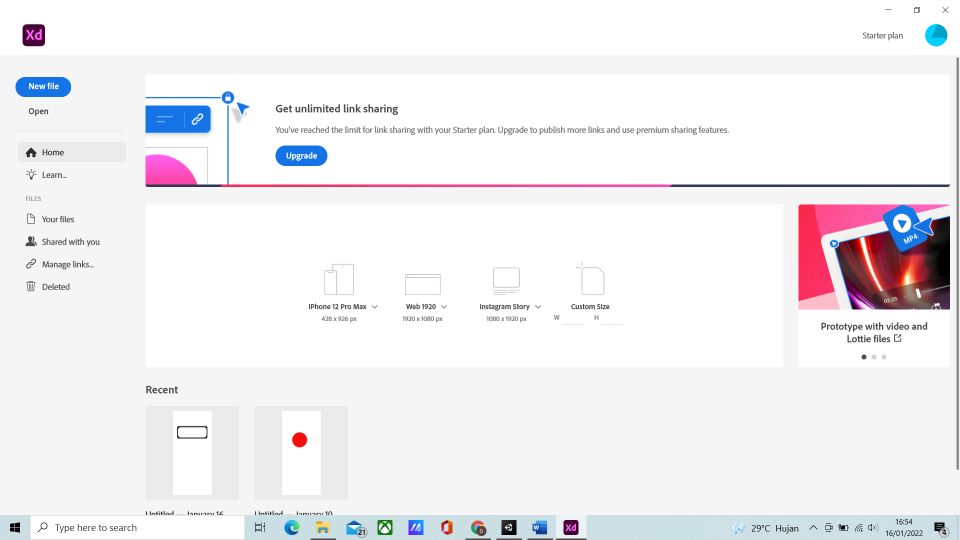 Xd
Starter plan
New file
Open
Home
Learn...
FILES
Your files
Shared with you
Manage links...
Deleted
Get unlimited link sharing
You've reached the limit for link sharing with your Starter plan. Upgrade to publish more links and use premium sharing features.
Upgrade
iPhone 12 Pro Max
428 x 926 px
Web 1920
1920 x 1080 px
Instagram Story
1080 x 1920 px
Custom Size
W
H
MP4
Prototype with video and
Lottie files
Recent
Untitled — January 16
Untitled — January 10
Type here to search
21
D
W
Xd
29°C Hujan
16:54
16/01/2022
4